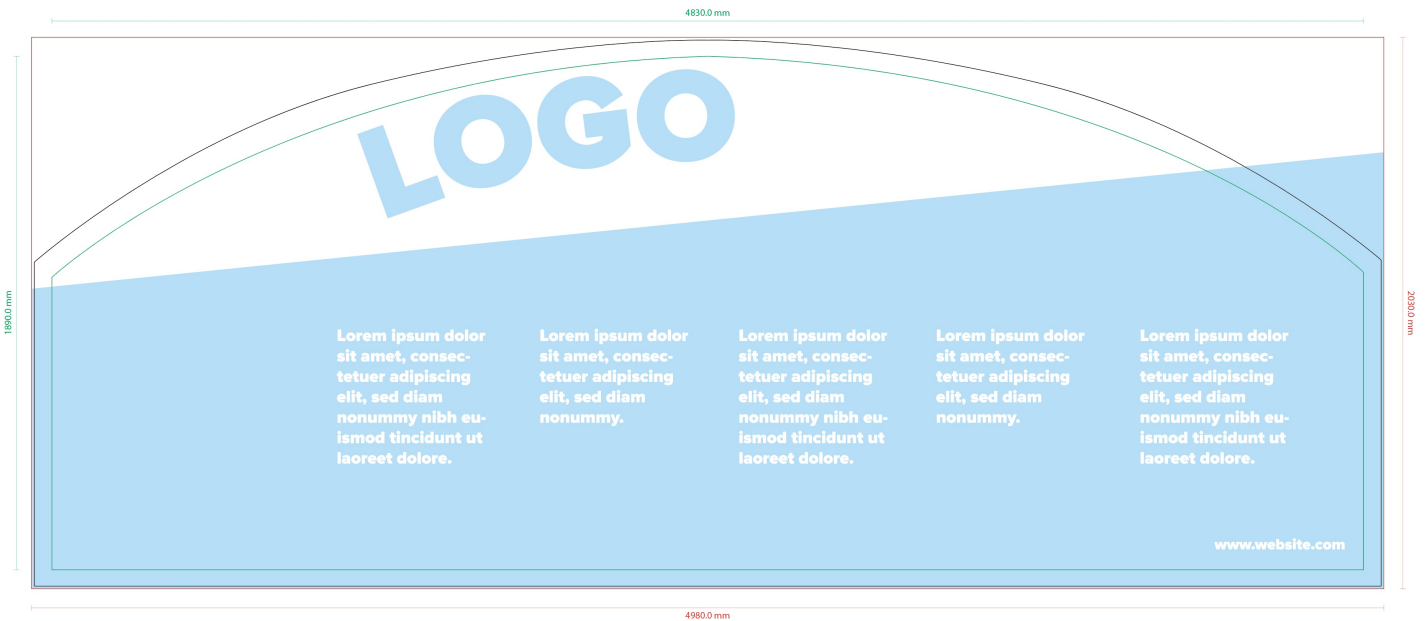 4830.0 mm
LOGO
1890.0 mm
2030.0 mm
Lorem ipsum dolor
sit amet, consec-
tetuer adipiscing
elit, sed diam
nonummy nibh eu-
ismod tincidunt ut
laoreet dolore.
Lorem ipsum dolor
sit amet, consec-
tetuer adipiscing
elit, sed diam
nonummy.
Lorem ipsum dolor
sit amet, consec-
tetuer adipiscing
elit, sed diam
nonummy nibh eu-
ismod tincidunt ut
laoreet dolore.
Lorem ipsum dolor
sit amet, consec-
tetuer adipiscing
elit, sed diam
nonummy.
Lorem ipsum dolor
sit amet, consec-
tetuer adipiscing
elit, sed diam
nonummy nibh eu-
ismod tincidunt ut
laoreet dolore.
www.website.com
4980.0 mm